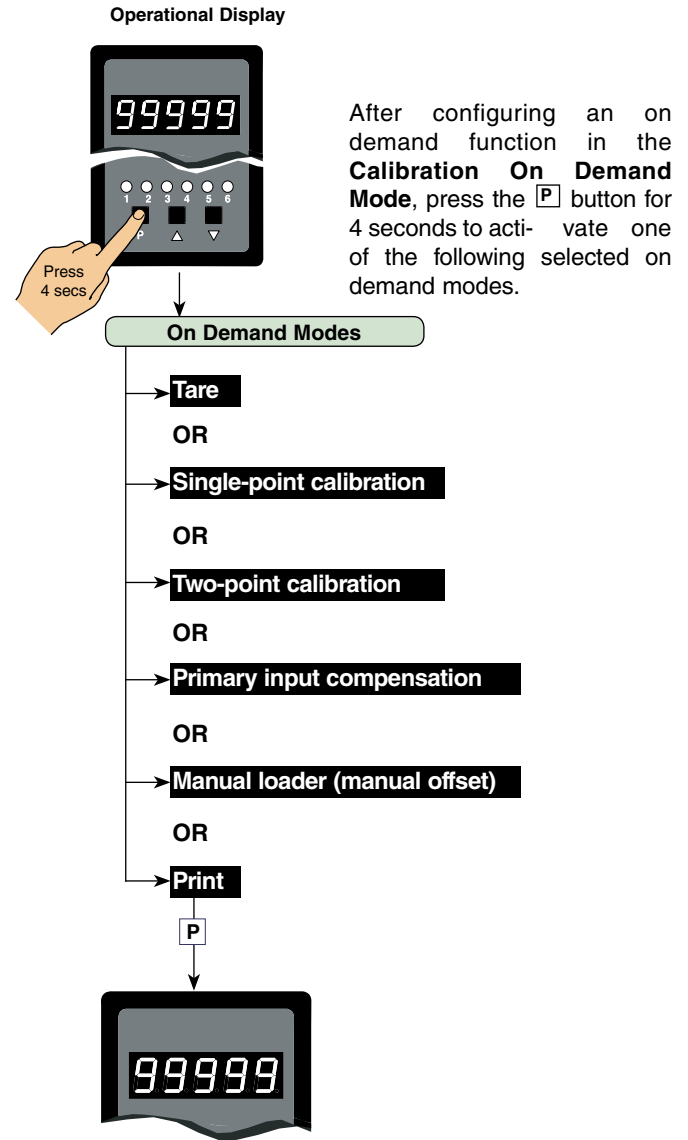 Operational Display
99999
1 2 3 4 5 6
P △ ▽
Press
4 secs
After configuring an on
demand function in the
Calibration On Demand
Mode, press the P button for
4 seconds to acti- vate one
of the following selected on
demand modes.
On Demand Modes
Tare
OR
Single-point calibration
OR
Two-point calibration
OR
Primary input compensation
OR
Manual loader (manual offset)
OR
Print
P
99999